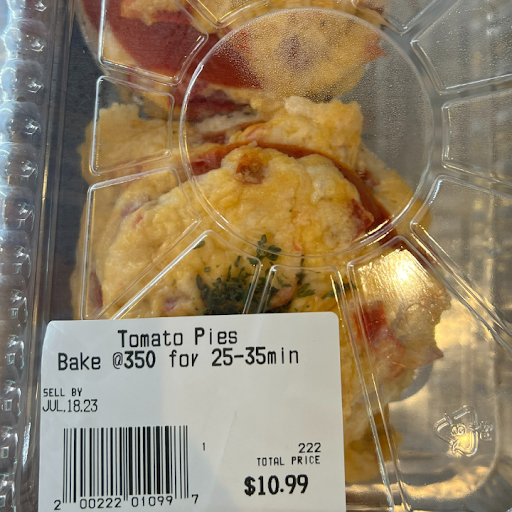 Tomato Pies
Bake @350 for 25-35min
SELL BY
JUL.18.23
1
222
TOTAL PRICE
$10.99
2 00222 01099 7